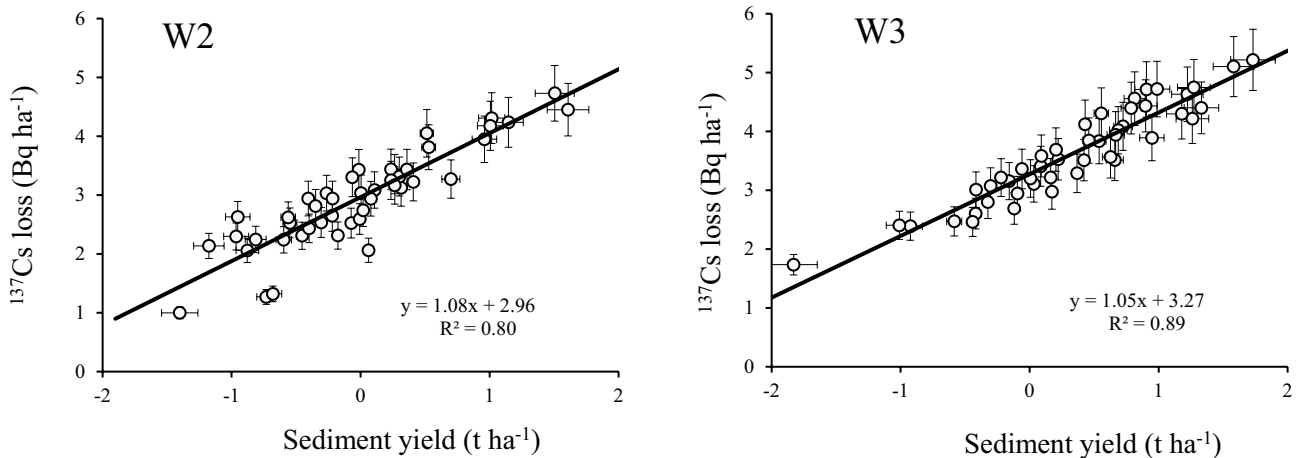 W2
¹³⁷Cs loss (Bq ha⁻¹)
6
5
4
3
2
1
0
-2
-1
0
1
2
y = 1.08x + 2.96
R² = 0.80
Sediment yield (t ha⁻¹)
W3
¹³⁷Cs loss (Bq ha⁻¹)
6
5
4
3
2
1
0
-2
-1
0
1
2
y = 1.05x + 3.27
R² = 0.89
Sediment yield (t ha⁻¹)